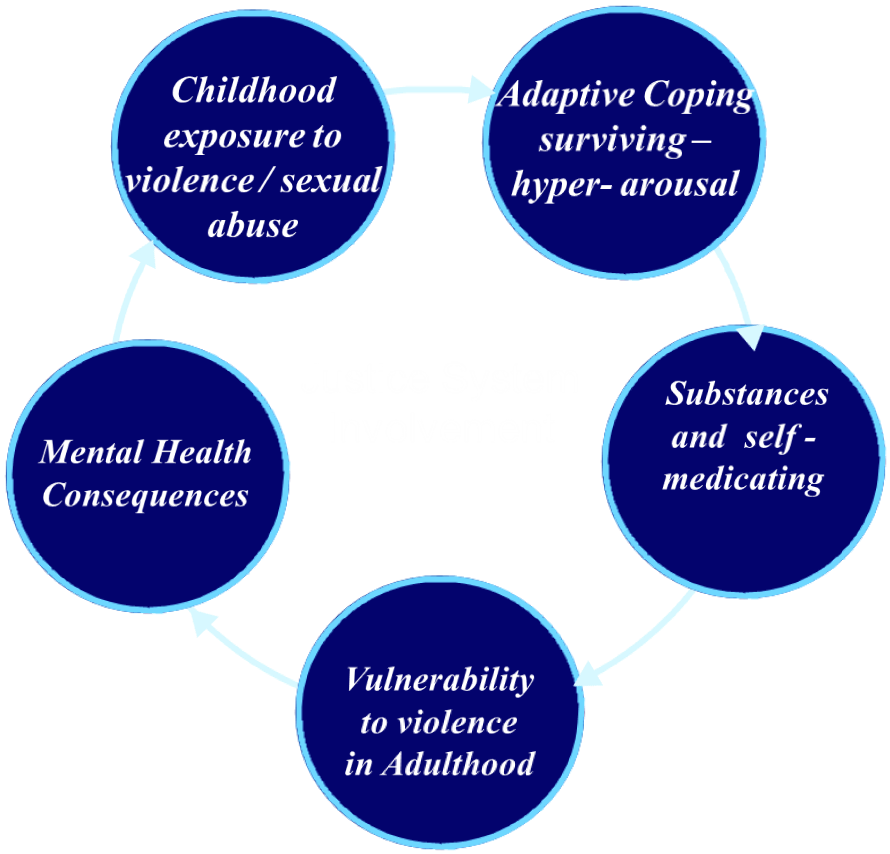 Childhood
exposure to
violence / sexual
abuse
Adaptive Coping
surviving –
hyper- arousal
Substances
and self -
medicating
Vulnerability
to violence
in Adulthood
Mental Health
Consequences